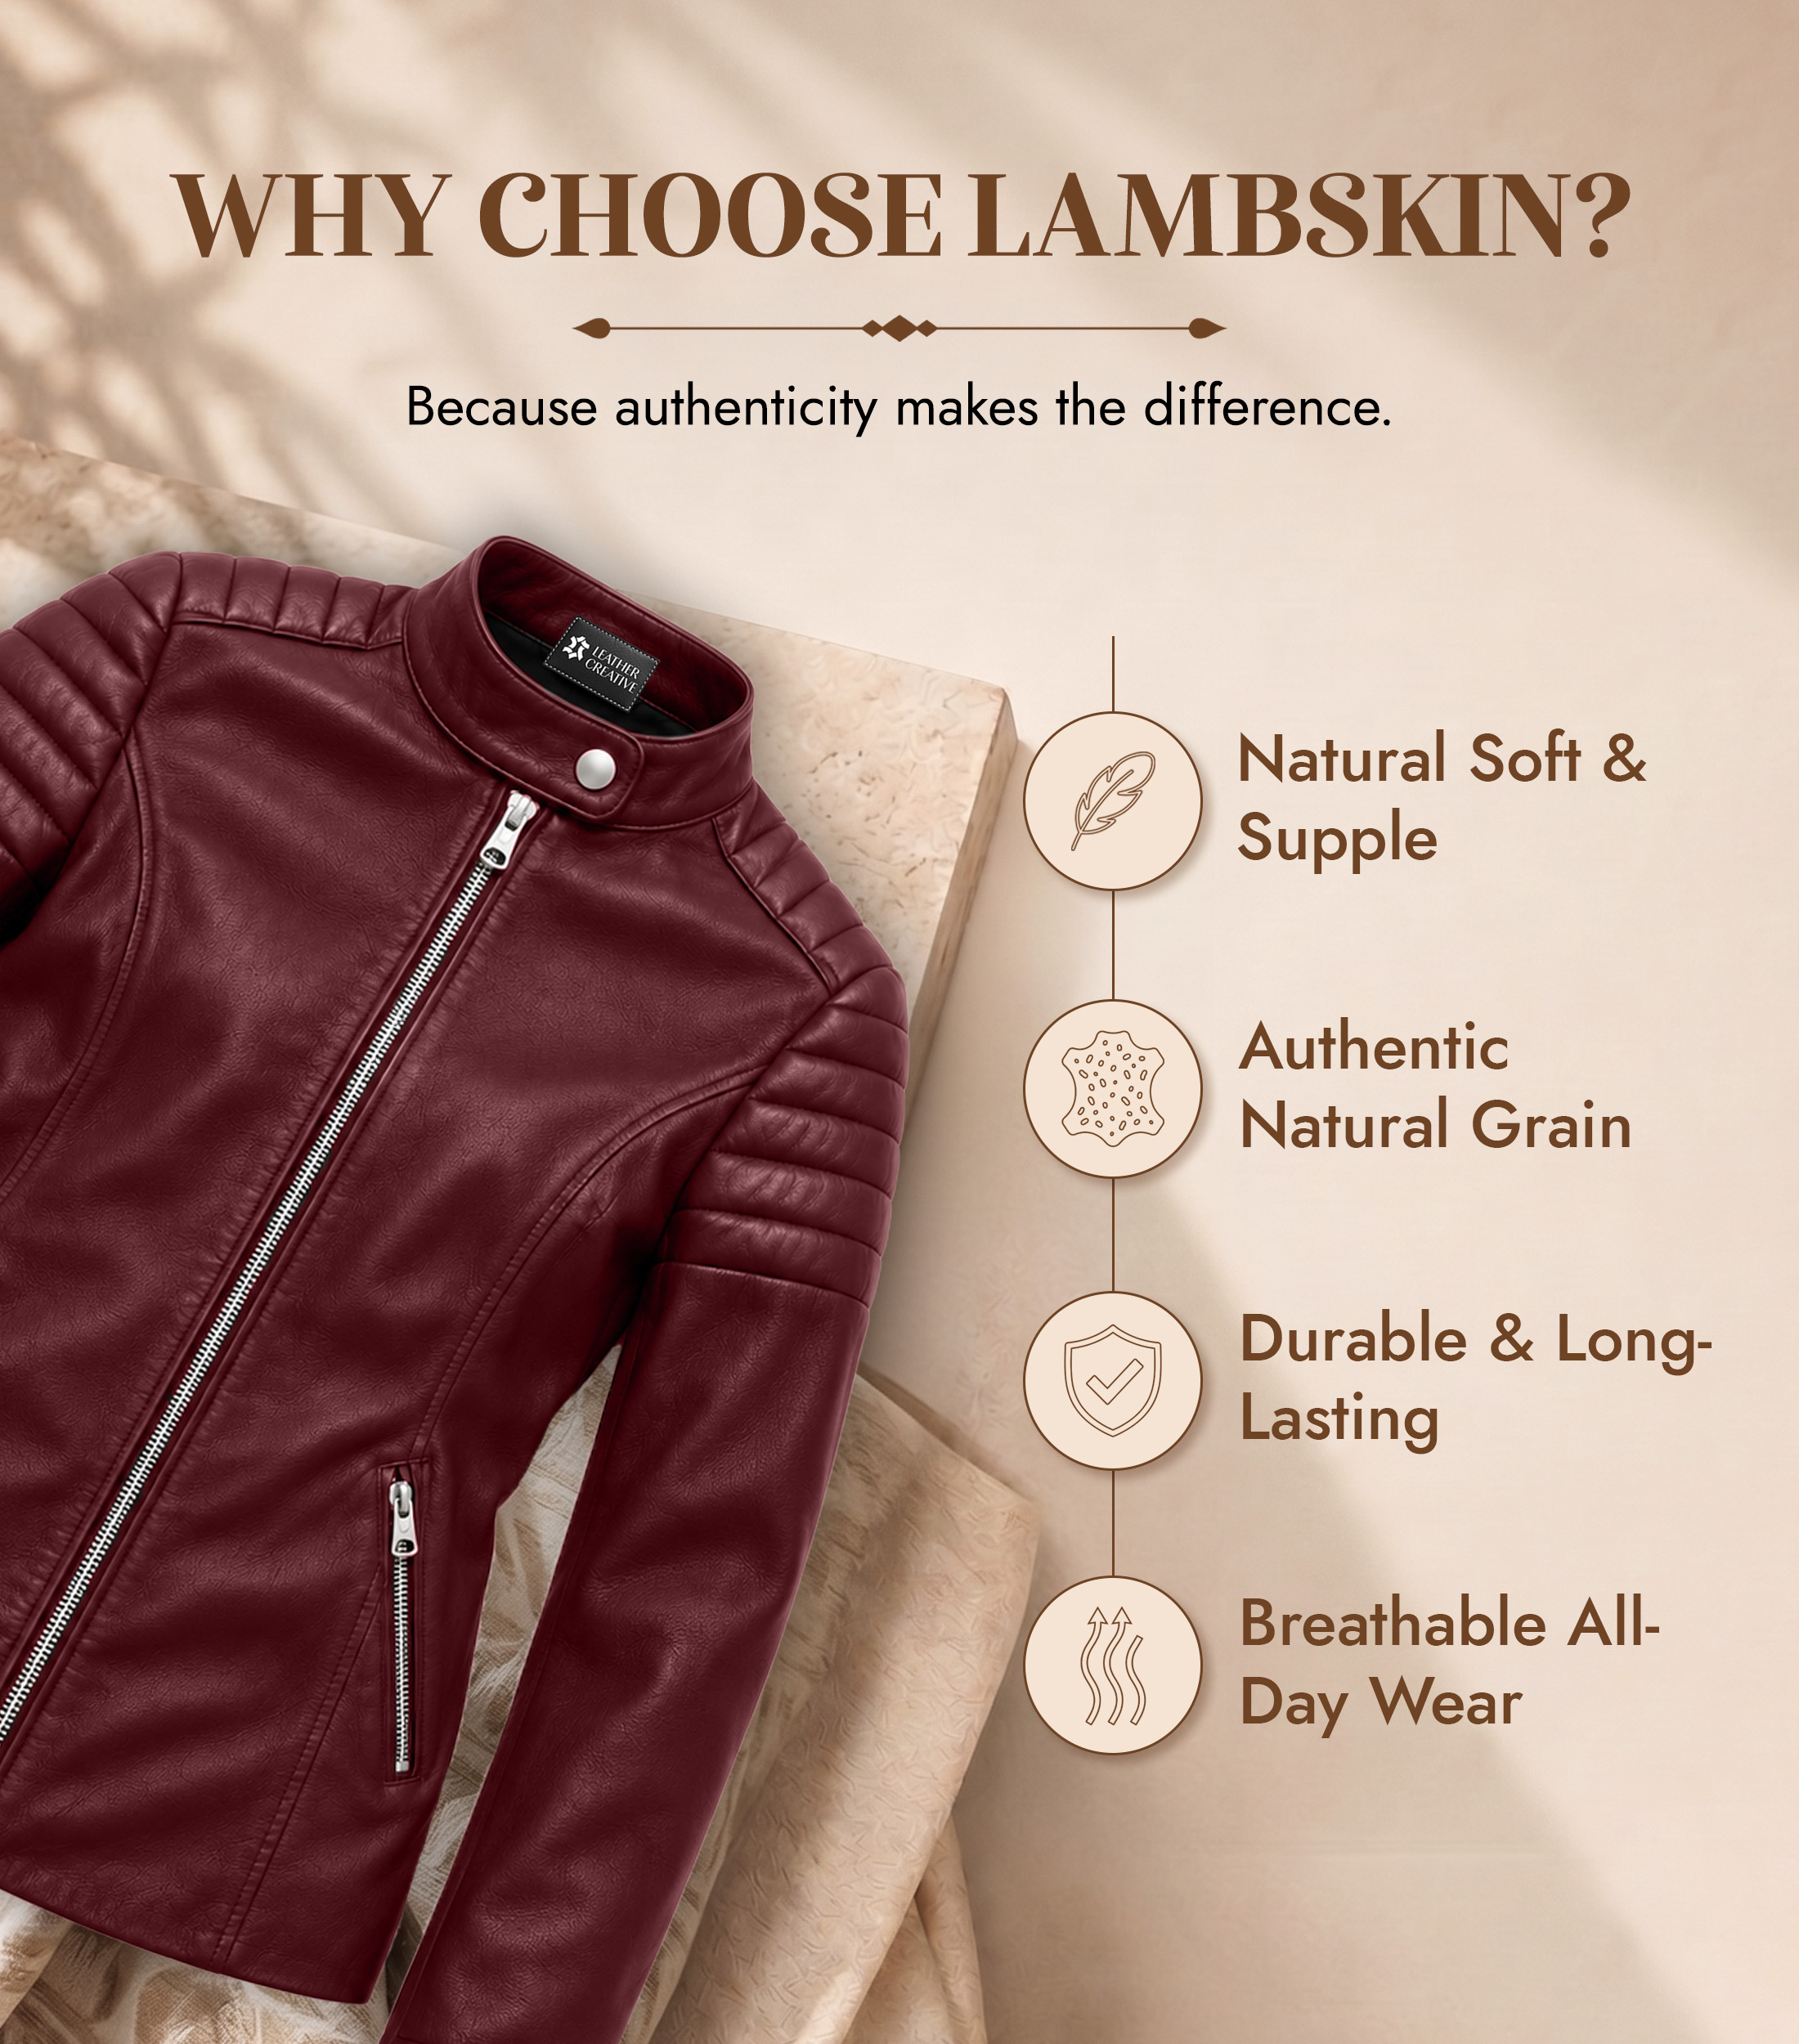 WHY CHOOSE LAMBSKIN?
Because authenticity makes the difference.
LEATHER
CREATIVE
Natural Soft &
Supple
Authentic
Natural Grain
Durable & Long-
Lasting
Breathable All-
Day Wear